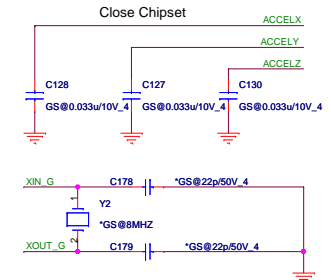 Close Chipset
ACCELX
ACCELY
ACCELZ
C128 C127 C130
GS@0.033u/10V_4 GS@0.033u/10V_4 GS@0.033u/10V_4
XIN_G C178 *GS@22p/50V_4
1
Y2
*GS@8MHZ
2
XOUT_G C179 *GS@22p/50V_4